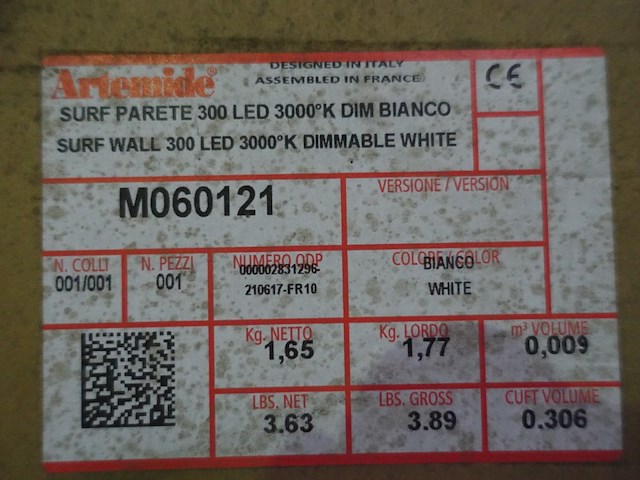 Artemide®
DESIGNED IN ITALY
ASSEMBLED IN FRANCE
CE
SURF PARETE 300 LED 3000°K DIM BIANCO
SURF WALL 300 LED 3000°K DIMMABLE WHITE
M060121
VERSIONE / VERSION
N. COLLI
001/001
N. PEZZI
001
NUMERO ODP
000002831296-
210617-FR10
COLORE / COLOR
BIANCO
WHITE
Kg. NETTO
1,65
Kg. LORDO
1,77
m³ VOLUME
0,009
LBS. NET
3.63
LBS. GROSS
3.89
CUFT VOLUME
0.306